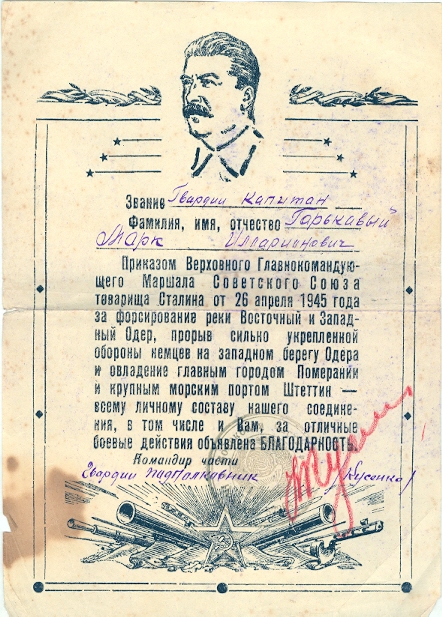 Звание Гвардии капитан
Фамилия, имя, отчество Горькавый
Марк Илларионович
Приказом Верховного Главнокомандую-
щего Маршала Советского Союза
товарища Сталина от 26 апреля 1945 года
за форсирование реки Восточный и Запад-
ный Одер, прорыв сильно укрепленной
обороны немцев на западном берегу Одера
и овладение главным городом Померании
и крупным морским портом Штеттин —
всему личному составу нашего соедине-
ния, в том числе и Вам, за отличные
боевые действия объявлена БЛАГОДАРНОСТЬ.
Командир части
Гвардии подполковник